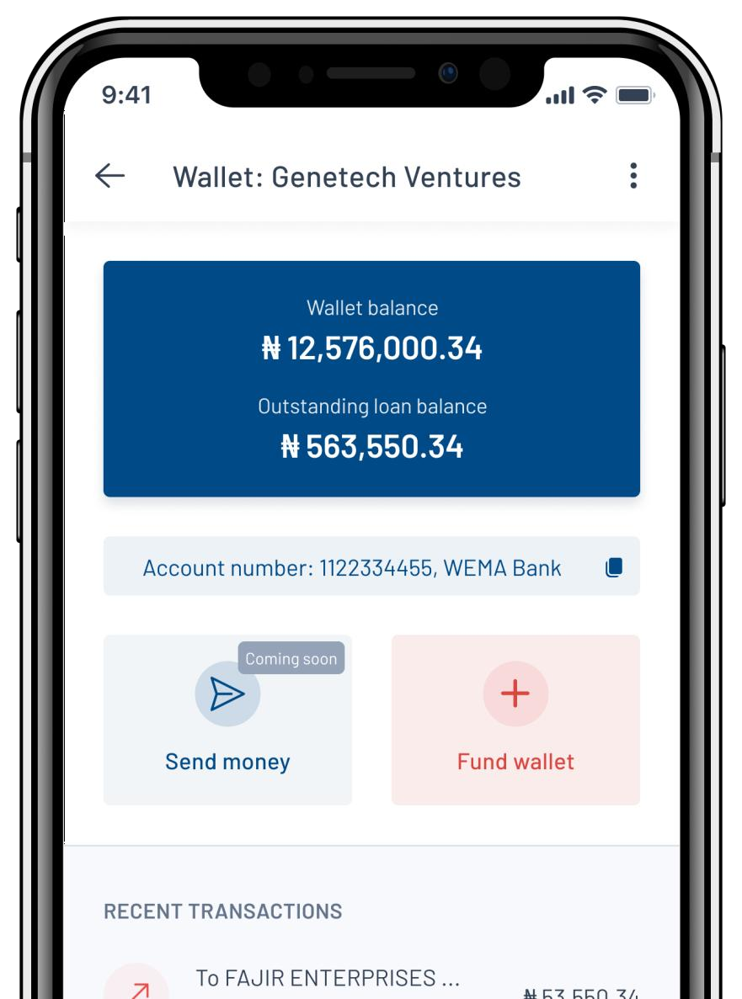 9:41
Wallet: Genetech Ventures
Wallet balance
₦ 12,576,000.34
Outstanding loan balance
₦ 563,550.34
Account number: 1122334455, WEMA Bank
Coming soon
Send money
Fund wallet
RECENT TRANSACTIONS
To FAJIR ENTERPRISES ...
₦ 53,550.34